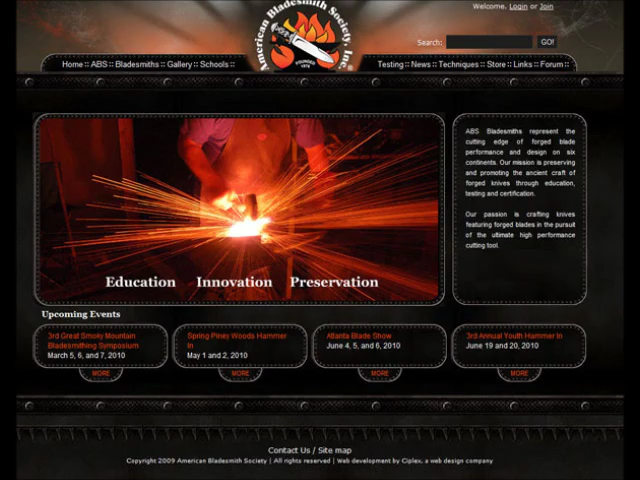 Welcome. Login or Join
American Bladesmith Society, Inc.
FOUNDED
1976
Search: GO!
Home :: ABS :: Bladesmiths :: Gallery :: Schools ::
Testing :: News :: Techniques :: Store :: Links :: Forum ::
ABS Bladesmiths represent the
cutting edge of forged blade
performance and design on six
continents. Our mission is preserving
and promoting the ancient craft of
forged knives through education,
testing and certification.
Our passion is crafting knives
featuring forged blades in the pursuit
of the ultimate high performance
cutting tool.
Education Innovation Preservation
Upcoming Events
3rd Great Smoky Mountain
Bladesmithing Symposium
March 5, 6, and 7, 2010
MORE
Spring Piney Woods Hammer
In
May 1 and 2, 2010
MORE
Atlanta Blade Show
June 4, 5, and 6, 2010
MORE
3rd Annual Youth Hammer In
June 19 and 20, 2010
MORE
Contact Us / Site map
Copyright 2009 American Bladesmith Society | All rights reserved | Web development by Ciplex, a web design company